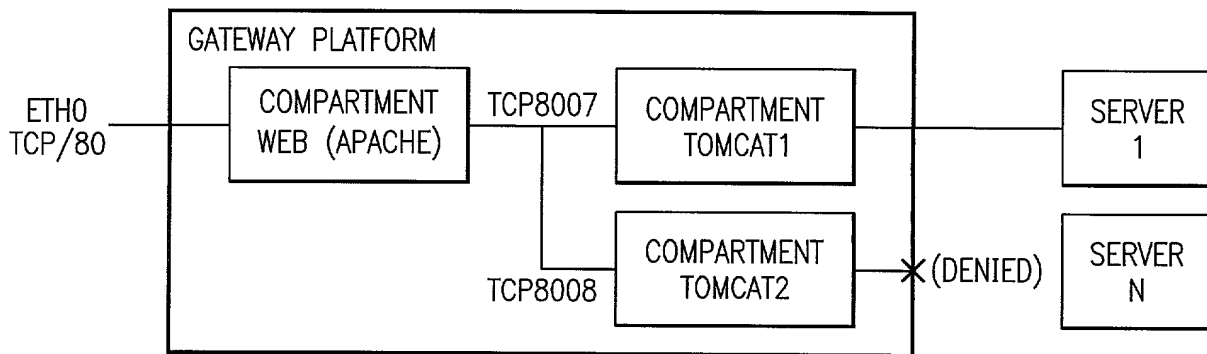 GATEWAY PLATFORM
ETH0
TCP/80
COMPARTMENT
WEB (APACHE)
TCP8007
COMPARTMENT
TOMCAT1
SERVER
1
TCP8008
COMPARTMENT
TOMCAT2
(DENIED)
SERVER
N